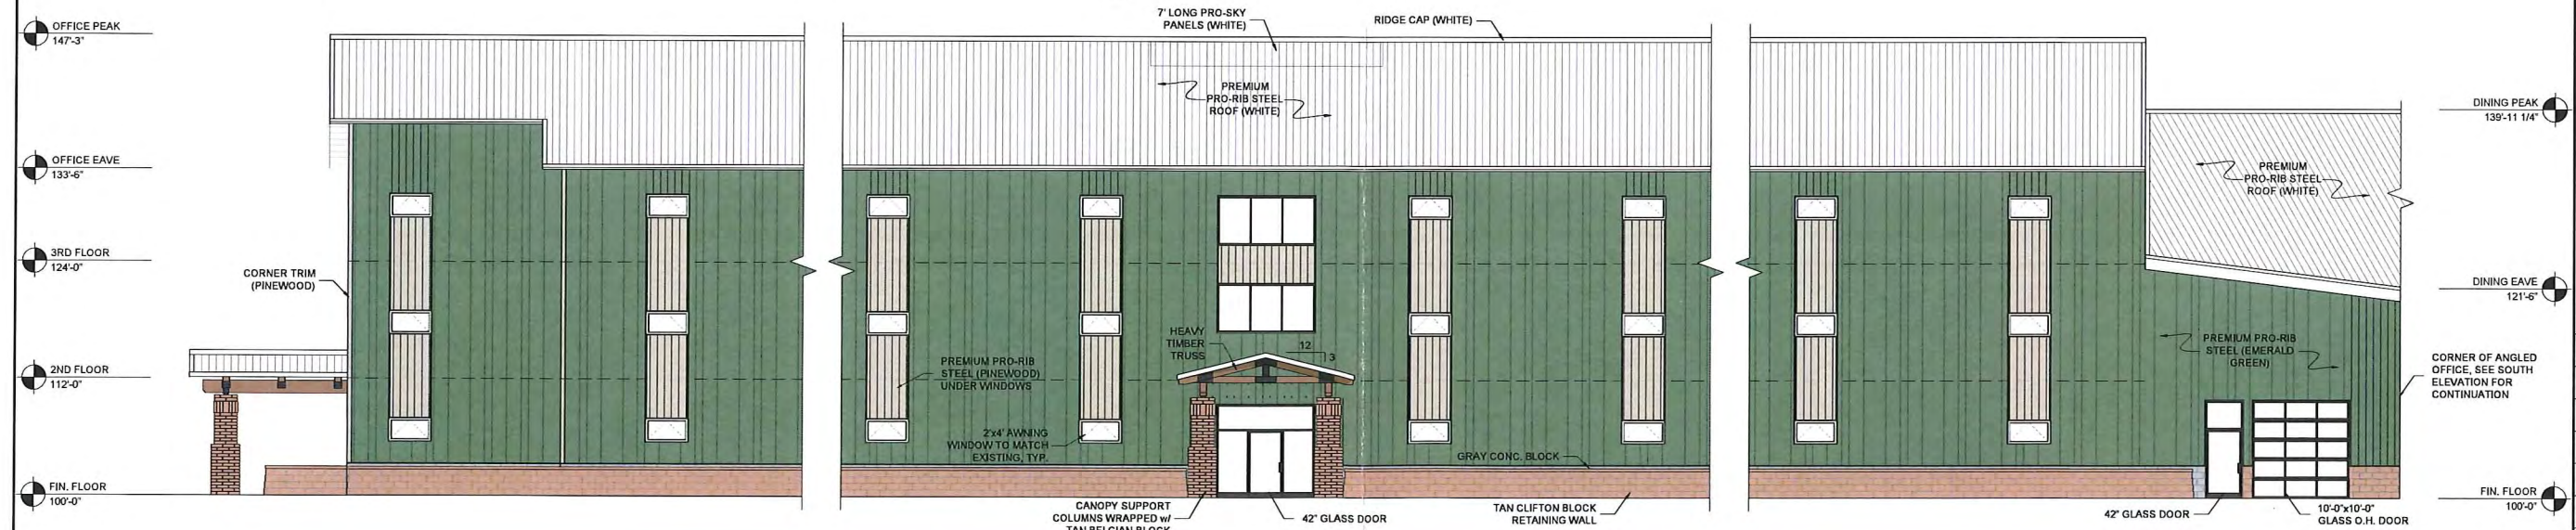 OFFICE PEAK
147'-3"
OFFICE EAVE
133'-6"
3RD FLOOR
124'-0"
2ND FLOOR
112'-0"
FIN. FLOOR
100'-0"
CORNER TRIM
(PINEWOOD)
7' LONG PRO-SKY
PANELS (WHITE)
RIDGE CAP (WHITE)
PREMIUM
PRO-RIB STEEL
ROOF (WHITE)
HEAVY
TIMBER
TRUSS
12
3
PREMIUM PRO-RIB
STEEL (PINEWOOD)
UNDER WINDOWS
2'x4' AWNING
WINDOW TO MATCH
EXISTING, TYP.
GRAY CONC. BLOCK
CANOPY SUPPORT
COLUMNS WRAPPED w/
TAN BELGIAN BLOCK
42" GLASS DOOR
TAN CLIFTON BLOCK
RETAINING WALL
PREMIUM
PRO-RIB STEEL
ROOF (WHITE)
PREMIUM PRO-RIB
STEEL (EMERALD
GREEN)
CORNER OF ANGLED
OFFICE, SEE SOUTH
ELEVATION FOR
CONTINUATION
42" GLASS DOOR
10'-0"x10'-0"
GLASS O.H. DOOR
DINING PEAK
139'-11 1/4"
DINING EAVE
121'-6"
FIN. FLOOR
100'-0"